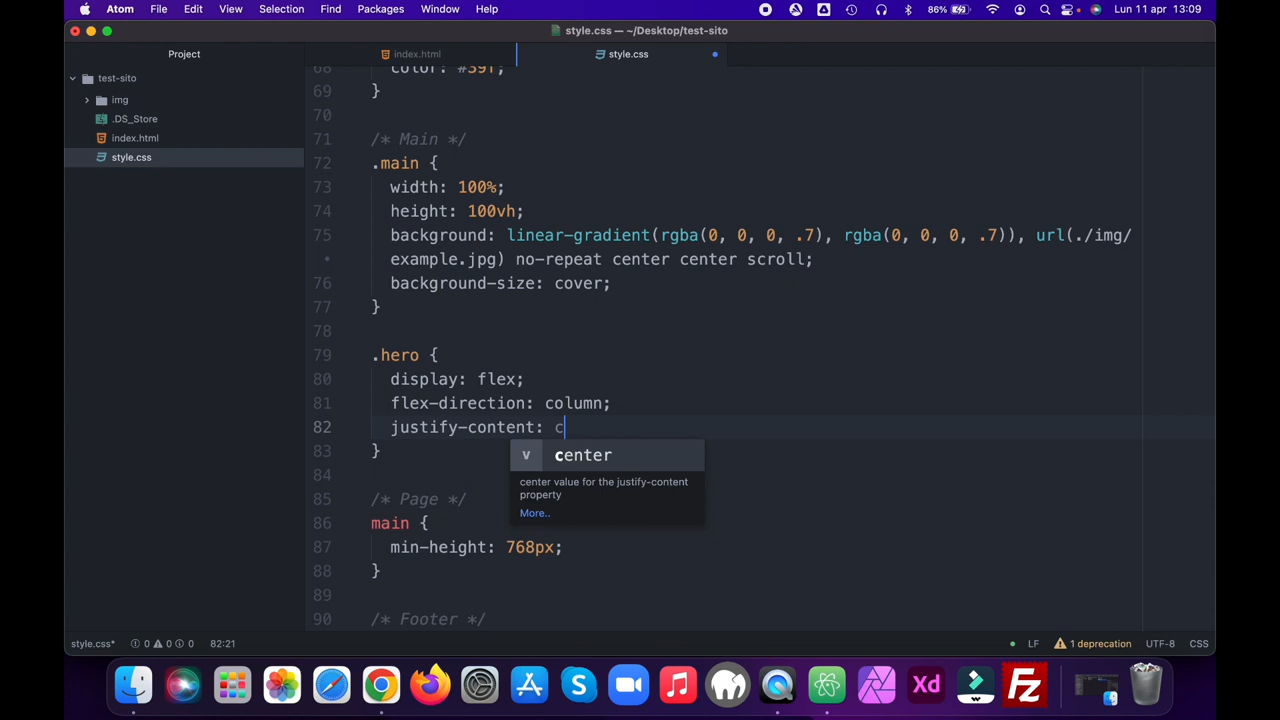 Atom File Edit View Selection Find Packages Window Help 86% Lun 11 apr 13:09
style.css — ~/Desktop/test-sito
Project index.html style.css
test-sito
img
.DS_Store
index.html
style.css
68 color: #39f;
69 }
70
71 /* Main */
72 .main {
73 width: 100%;
74 height: 100vh;
75 background: linear-gradient(rgba(0, 0, 0, .7), rgba(0, 0, 0, .7)), url(./img/
example.jpg) no-repeat center center scroll;
76 background-size: cover;
77 }
78
79 .hero {
80 display: flex;
81 flex-direction: column;
82 justify-content: c
83 }
v center
center value for the justify-content
property
More..
84
85 /* Page */
86 main {
87 min-height: 768px;
88 }
89
90 /* Footer */
style.css* 0 0 0 82:21 LF 1 deprecation UTF-8 CSS
S Xd Fz